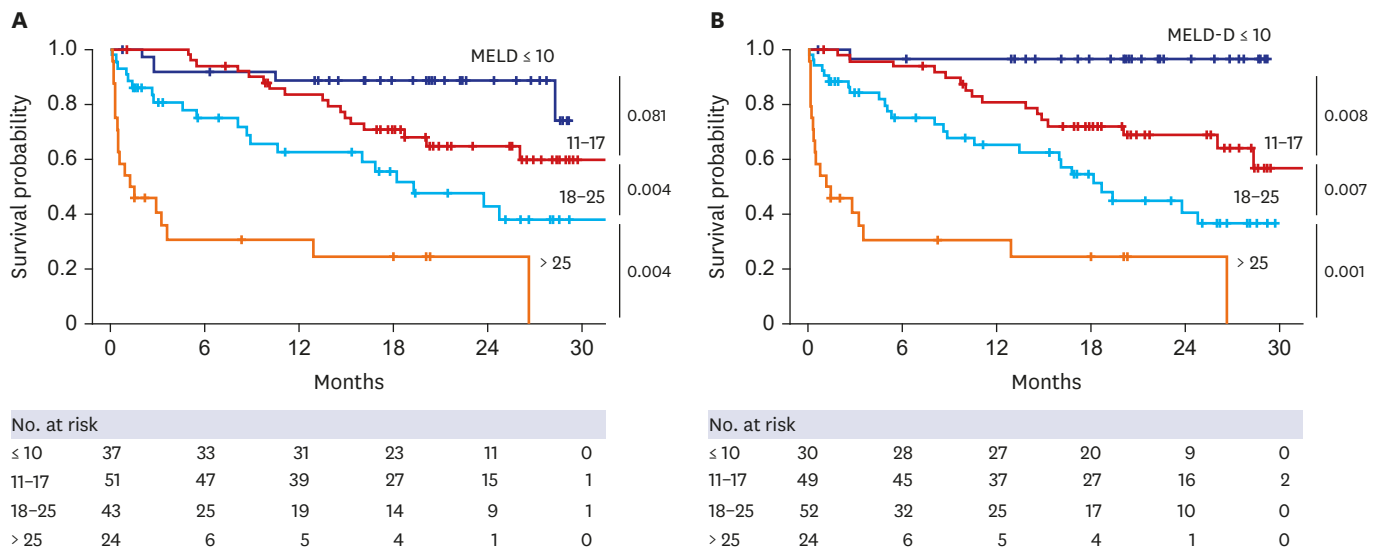 A
1.0
0.8
0.6
0.4
0.2
0
Survival probability
MELD ≤ 10
11–17
18–25
> 25
0.081
0.004
0.004
0 6 12 18 24 30
Months
No. at risk
≤ 10 37 33 31 23 11 0
11–17 51 47 39 27 15 1
18–25 43 25 19 14 9 1
> 25 24 6 5 4 1 0
B
1.0
0.8
0.6
0.4
0.2
0
Survival probability
MELD-D ≤ 10
11–17
18–25
> 25
0.008
0.007
0.001
0 6 12 18 24 30
Months
No. at risk
≤ 10 30 28 27 20 9 0
11–17 49 45 37 27 16 2
18–25 52 32 25 17 10 0
> 25 24 6 5 4 1 0